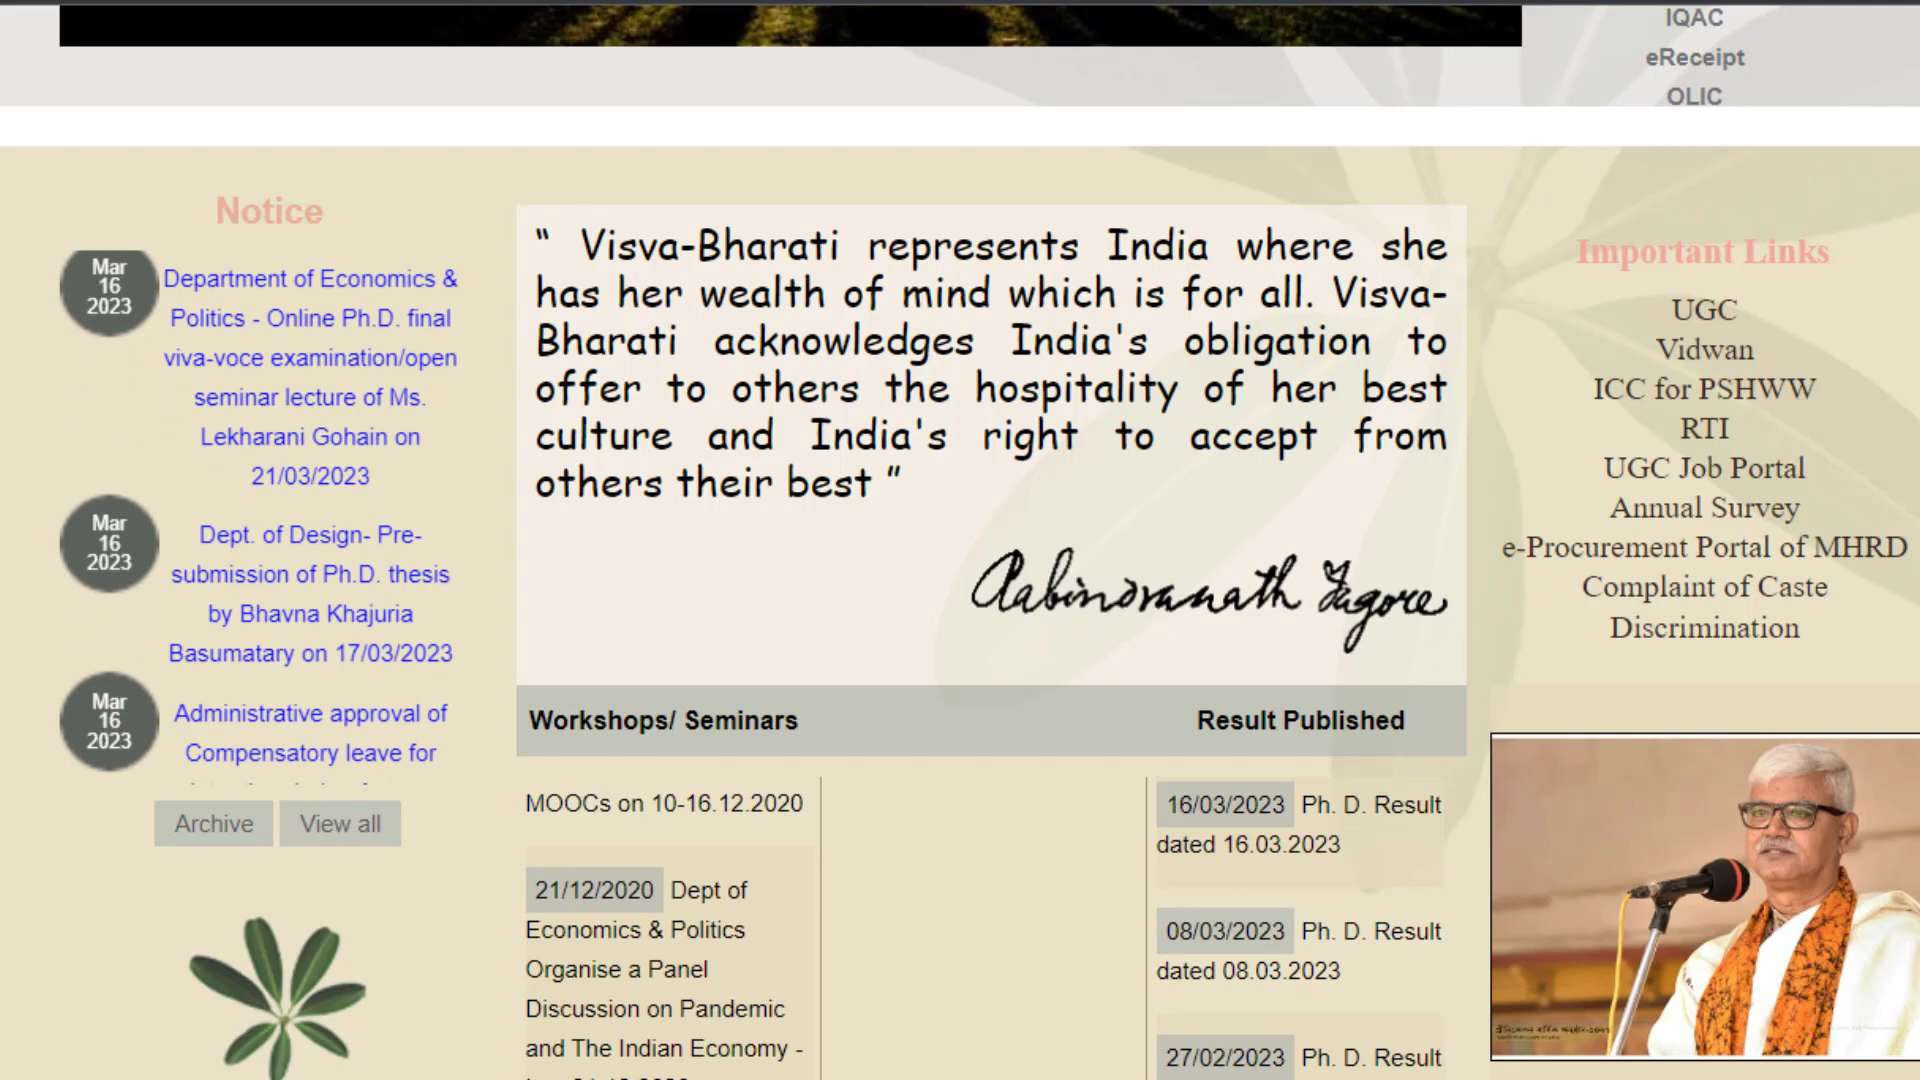 IQAC
eReceipt
OLIC
Notice
Mar
16
2023
Department of Economics &
Politics - Online Ph.D. final
viva-voce examination/open
seminar lecture of Ms.
Lekharani Gohain on
21/03/2023
Mar
16
2023
Dept. of Design- Pre-
submission of Ph.D. thesis
by Bhavna Khajuria
Basumatary on 17/03/2023
Mar
16
2023
Administrative approval of
Compensatory leave for
Archive
View all
“ Visva-Bharati represents India where she
has her wealth of mind which is for all. Visva-
Bharati acknowledges India's obligation to
offer to others the hospitality of her best
culture and India's right to accept from
others their best ”
Rabindranath Tagore
Workshops/ Seminars
Result Published
MOOCs on 10-16.12.2020
21/12/2020 Dept of
Economics & Politics
Organise a Panel
Discussion on Pandemic
and The Indian Economy -
16/03/2023 Ph. D. Result
dated 16.03.2023
08/03/2023 Ph. D. Result
dated 08.03.2023
27/02/2023 Ph. D. Result
Important Links
UGC
Vidwan
ICC for PSHWW
RTI
UGC Job Portal
Annual Survey
e-Procurement Portal of MHRD
Complaint of Caste
Discrimination